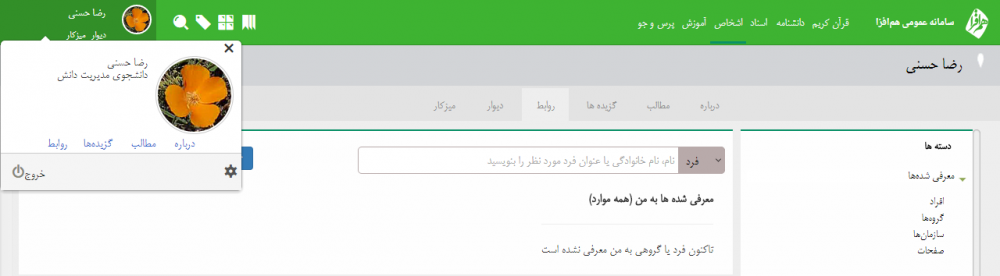 هم‌افزا
سامانه عمومی هم‌افزا
قرآن کریم دانشنامه اسناد اشخاص آموزش پرس و جو
رضا حسنی
دیوار میزکار
رضا حسنی
درباره مطالب گزیده ها روابط دیوار میزکار
رضا حسنی
دانشجوی مدیریت دانش
درباره مطالب گزیده‌ها روابط
خروج
دسته ها
معرفی شده‌ها
افراد
گروه‌ها
سازمان‌ها
صفحات
فرد
نام، نام خانوادگی یا عنوان فرد مورد نظر را بنویسید
معرفی شده ها به من (همه موارد)
تاکنون فرد یا گروهی به من معرفی نشده است